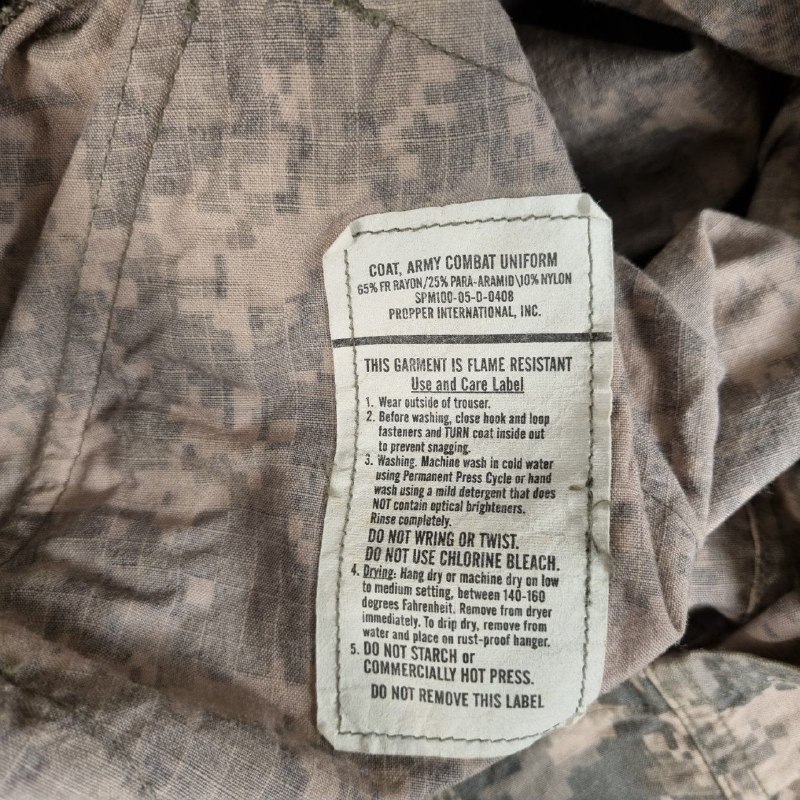 COAT, ARMY COMBAT UNIFORM
65% FR RAYON/25% PARA-ARAMID\10% NYLON
SPM100-05-D-0408
PROPPER INTERNATIONAL, INC.
THIS GARMENT IS FLAME RESISTANT
Use and Care Label
1. Wear outside of trouser.
2. Before washing, close hook and loop
fasteners and TURN coat inside out
to prevent snagging.
3. Washing. Machine wash in cold water
using Permanent Press Cycle or hand
wash using a mild detergent that does
NOT contain optical brighteners.
Rinse completely.
DO NOT WRING OR TWIST.
DO NOT USE CHLORINE BLEACH.
4. Drying: Hang dry or machine dry on low
to medium setting, between 140-160
degrees Fahrenheit. Remove from dryer
immediately. To drip dry, remove from
water and place on rust-proof hanger.
5. DO NOT STARCH or
COMMERCIALLY HOT PRESS.
DO NOT REMOVE THIS LABEL